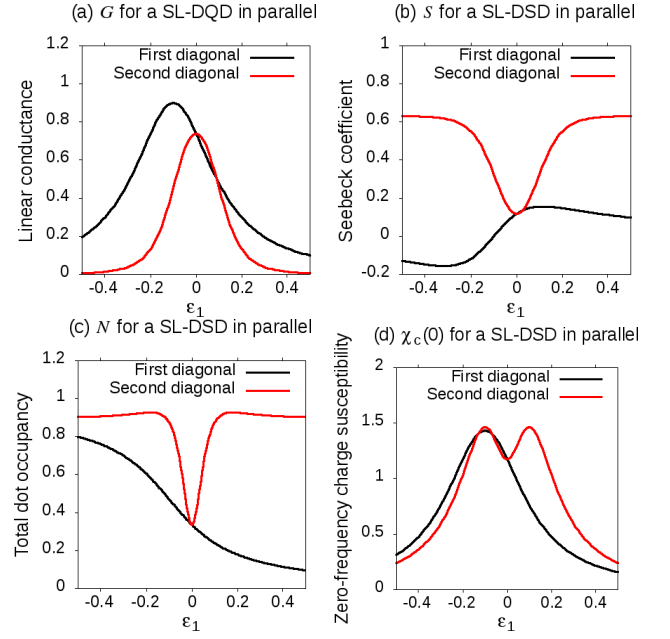 (a) G for a SL-DQD in parallel
Linear conductance
First diagonal
Second diagonal
1.2
1
0.8
0.6
0.4
0.2
0
-0.4 -0.2 0 0.2 0.4
ε1
(b) S for a SL-DSD in parallel
Seebeck coefficient
First diagonal
Second diagonal
1
0.8
0.6
0.4
0.2
0
-0.2
-0.4 -0.2 0 0.2 0.4
ε1
(c) N for a SL-DSD in parallel
Total dot occupancy
First diagonal
Second diagonal
1.2
1
0.8
0.6
0.4
0.2
0
-0.4 -0.2 0 0.2 0.4
ε1
(d) χc(0) for a SL-DSD in parallel
Zero-frequency charge susceptibility
First diagonal
Second diagonal
2
1.5
1
0.5
0
-0.4 -0.2 0 0.2 0.4
ε1